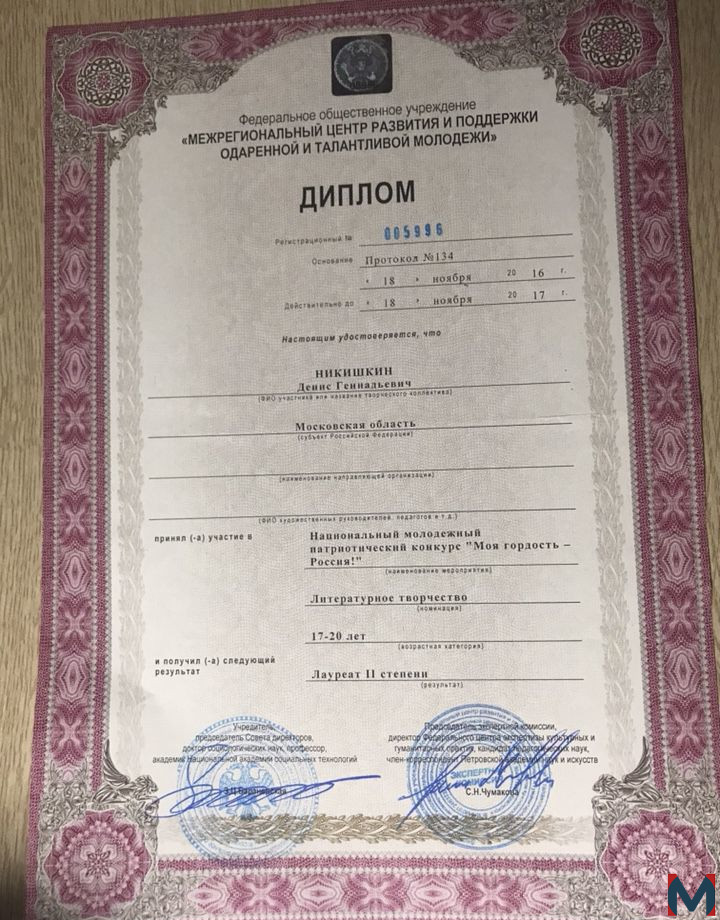 Федеральное общественное учреждение
«МЕЖРЕГИОНАЛЬНЫЙ ЦЕНТР РАЗВИТИЯ И ПОДДЕРЖКИ
ОДАРЕННОЙ И ТАЛАНТЛИВОЙ МОЛОДЕЖИ»
ДИПЛОМ
Регистрационный № 005996
Основание Протокол №134
« 18 » ноября 20 16 г.
Действительно до « 18 » ноября 20 17 г.
Настоящим удостоверяется, что
НИКИШКИН
Денис Геннадьевич
(ФИО участника или название творческого коллектива)
Московская область
(субъект Российской Федерации)
(наименование направляющей организации)
(ФИО художественных руководителей, педагогов и т.д.)
принял (-а) участие в Национальный молодежный
патриотический конкурс "Моя гордость –
Россия!"
(наименование мероприятия)
Литературное творчество
(номинация)
17-20 лет
(возрастная категория)
и получил (-а) следующий
результат Лауреат II степени
(результат)
Учредитель,
председатель Совета директоров,
доктор социологических наук, профессор,
академик Национальной академии социальных технологий
Председатель экспертной комиссии,
директор Федерального центра экспертизы культурных и
гуманитарных практик, кандидат педагогических наук,
член-корреспондент Петровской академии наук и искусств
С.Н.Чумакова
M